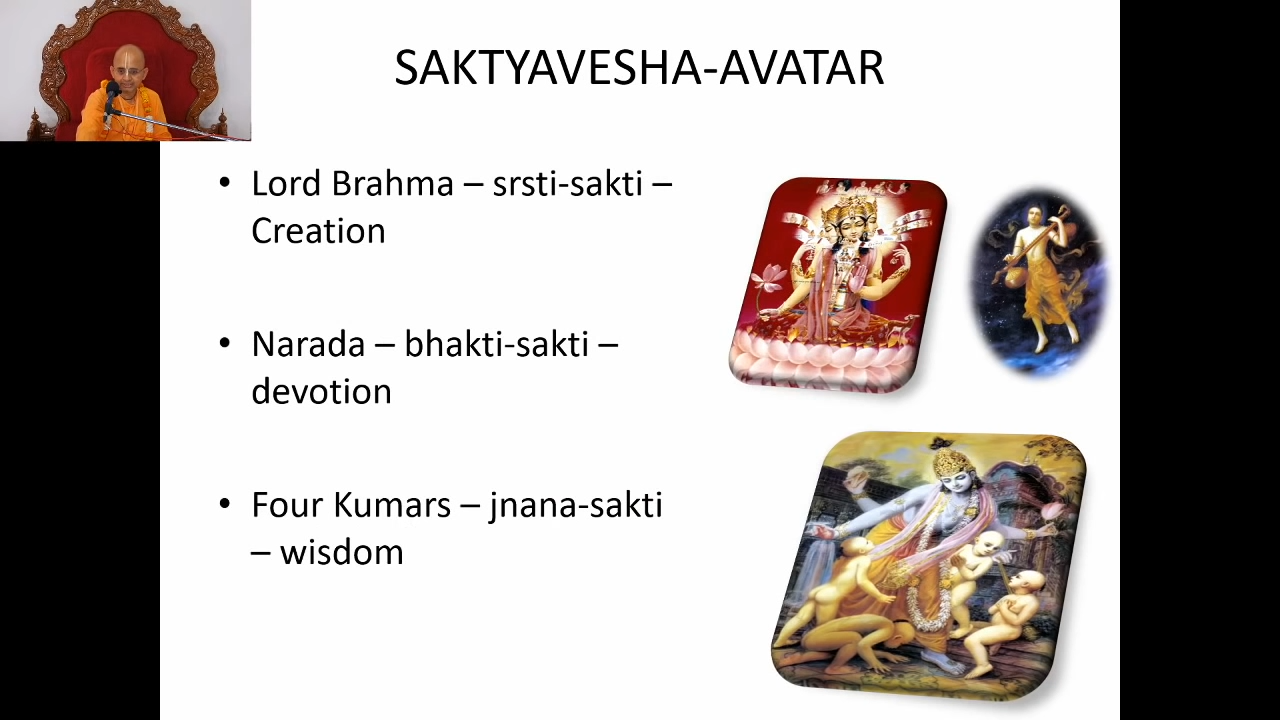 SAKTYAVESHA-AVATAR
• Lord Brahma – srsti-sakti –
Creation
• Narada – bhakti-sakti –
devotion
• Four Kumars – jnana-sakti
– wisdom